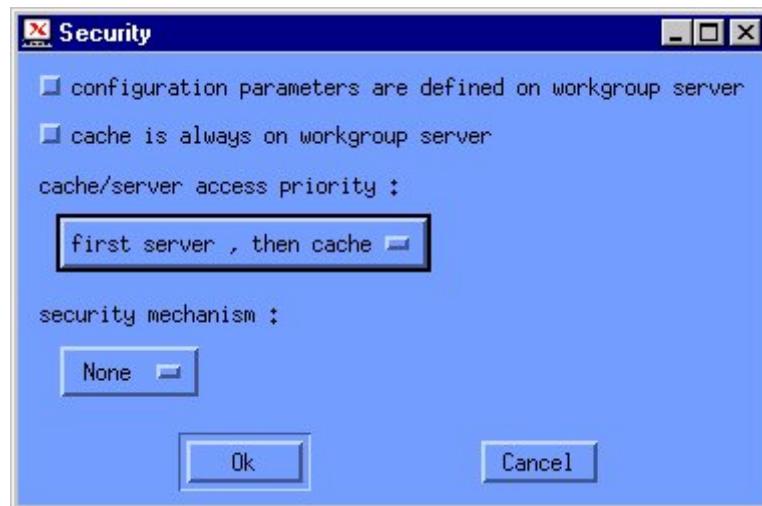 Security
configuration parameters are defined on workgroup server
cache is always on workgroup server
cache/server access priority :
first server , then cache
security mechanism :
None
Ok Cancel